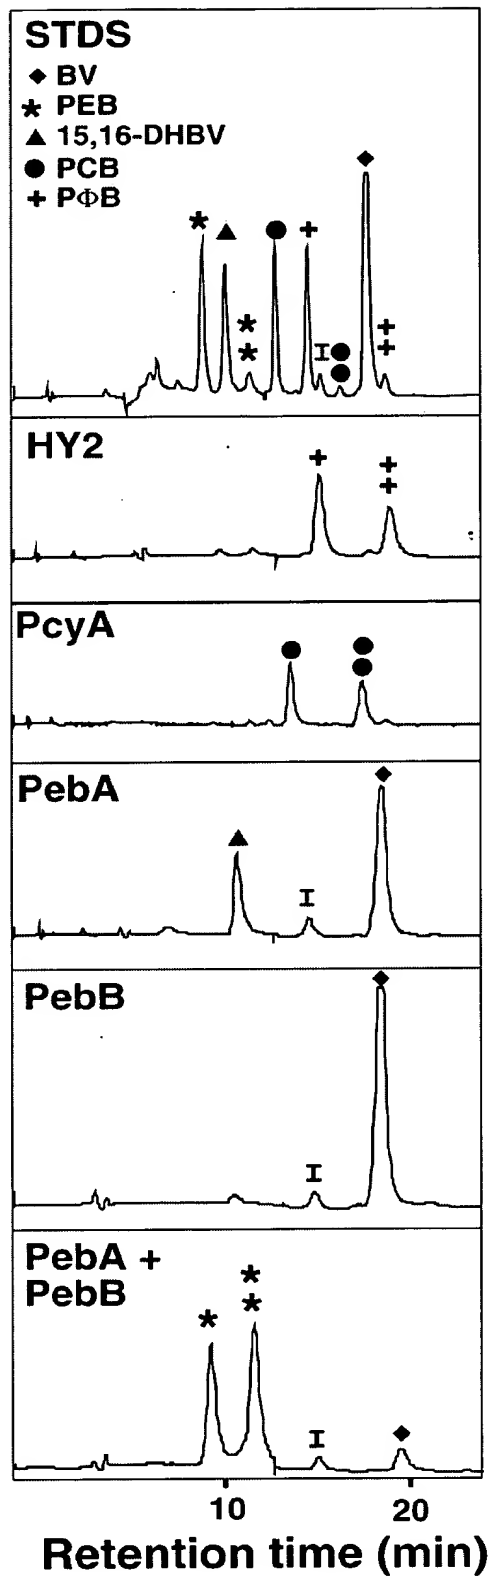 STDS
◆ BV
* PEB
▲ 15,16-DHBV
● PCB
+ PΦB
I
HY2
PcyA
PebA
I
PebB
I
PebA +
PebB
I
10 20
Retention time (min)